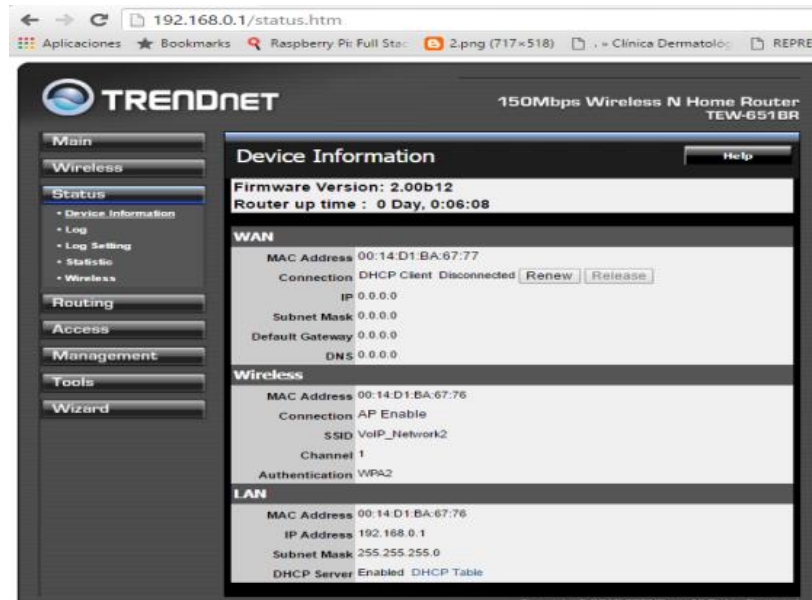 192.168.0.1/status.htm
Aplicaciones Bookmarks Raspberry Pi: Full Stac 2.png (717×518) . » Clínica Dermatológ REPRE
TRENDNET
150Mbps Wireless N Home Router
TEW-651BR
Main
Wireless
Status
• Device Information
• Log
• Log Setting
• Statistic
• Wireless
Routing
Access
Management
Tools
Wizard
Device Information
Help
Firmware Version: 2.00b12
Router up time : 0 Day, 0:06:08
WAN
MAC Address 00:14:D1:BA:67:77
Connection DHCP Client Disconnected Renew Release
IP 0.0.0.0
Subnet Mask 0.0.0.0
Default Gateway 0.0.0.0
DNS 0.0.0.0
Wireless
MAC Address 00:14:D1:BA:67:76
Connection AP Enable
SSID VoIP_Network2
Channel 1
Authentication WPA2
LAN
MAC Address 00:14:D1:BA:67:76
IP Address 192.168.0.1
Subnet Mask 255.255.255.0
DHCP Server Enabled DHCP Table